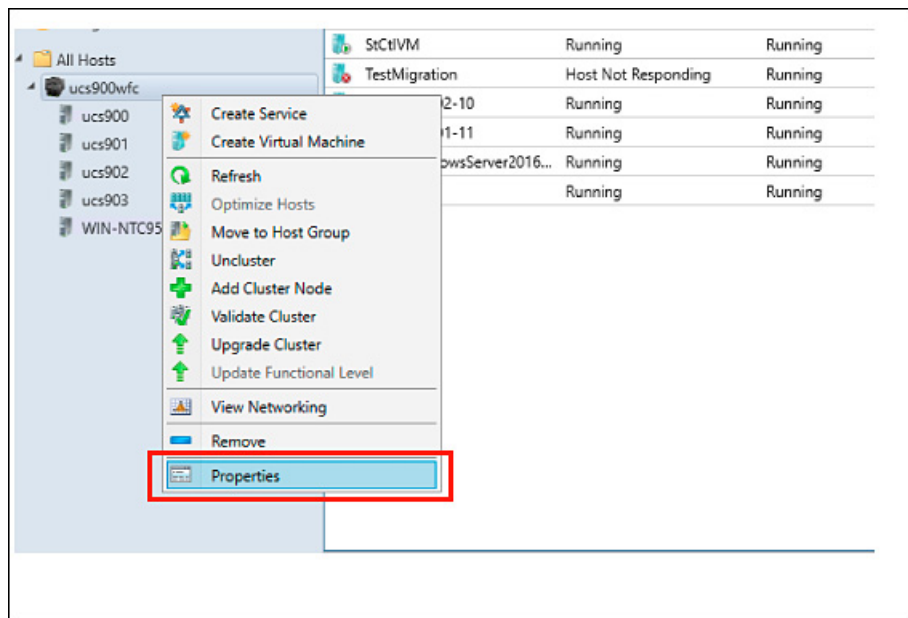 All Hosts
ucs900wfc
ucs900
ucs901
ucs902
ucs903
WIN-NTC95
Create Service
Create Virtual Machine
Refresh
Optimize Hosts
Move to Host Group
Uncluster
Add Cluster Node
Validate Cluster
Upgrade Cluster
Update Functional Level
View Networking
Remove
Properties
StCtlVM Running Running
TestMigration Host Not Responding Running
02-10 Running Running
01-11 Running Running
owsServer2016... Running Running
Running Running